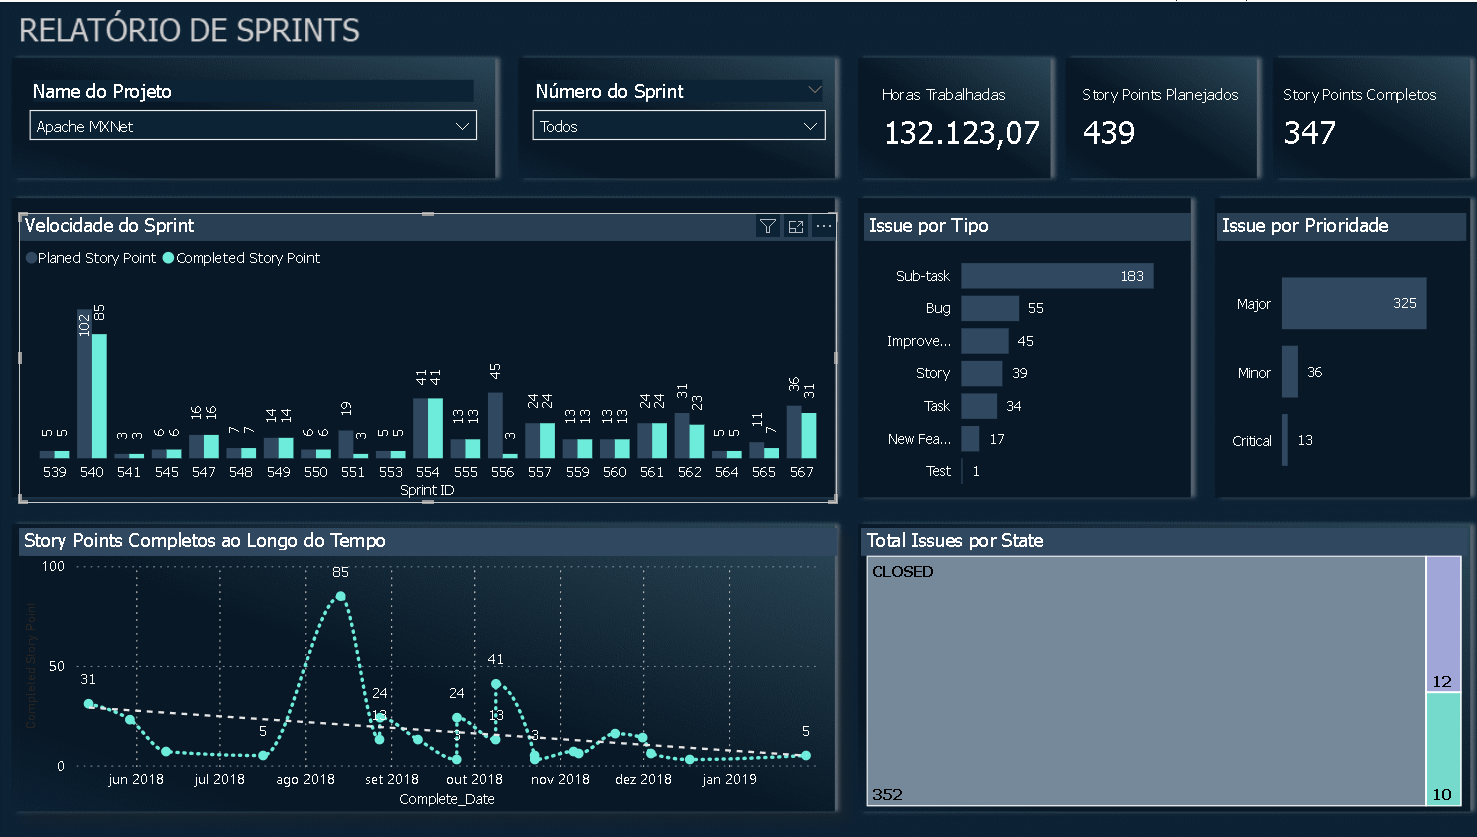 RELATÓRIO DE SPRINTS
Name do Projeto
Apache MXNet
Número do Sprint
Todos
Horas Trabalhadas
132.123,07
Story Points Planejados
439
Story Points Completos
347
Velocidade do Sprint
Planed Story Point Completed Story Point
5 5 102 85 3 3 6 6 16 16 7 7 14 14 6 6 19 3 5 5 41 41 13 13 45 3 24 24 13 13 13 13 24 24 31 23 5 5 11 7 36 31
539 540 541 545 547 548 549 550 551 553 554 555 556 557 559 560 561 562 564 565 567
Sprint ID
Issue por Tipo
Sub-task 183
Bug 55
Improve... 45
Story 39
Task 34
New Fea... 17
Test 1
Issue por Prioridade
Major 325
Minor 36
Critical 13
Story Points Completos ao Longo do Tempo
Completed Story Point
100
50
0
31 5 85 24 13 24 3 41 13 3 5
jun 2018 jul 2018 ago 2018 set 2018 out 2018 nov 2018 dez 2018 jan 2019
Complete_Date
Total Issues por State
CLOSED
352
12
10